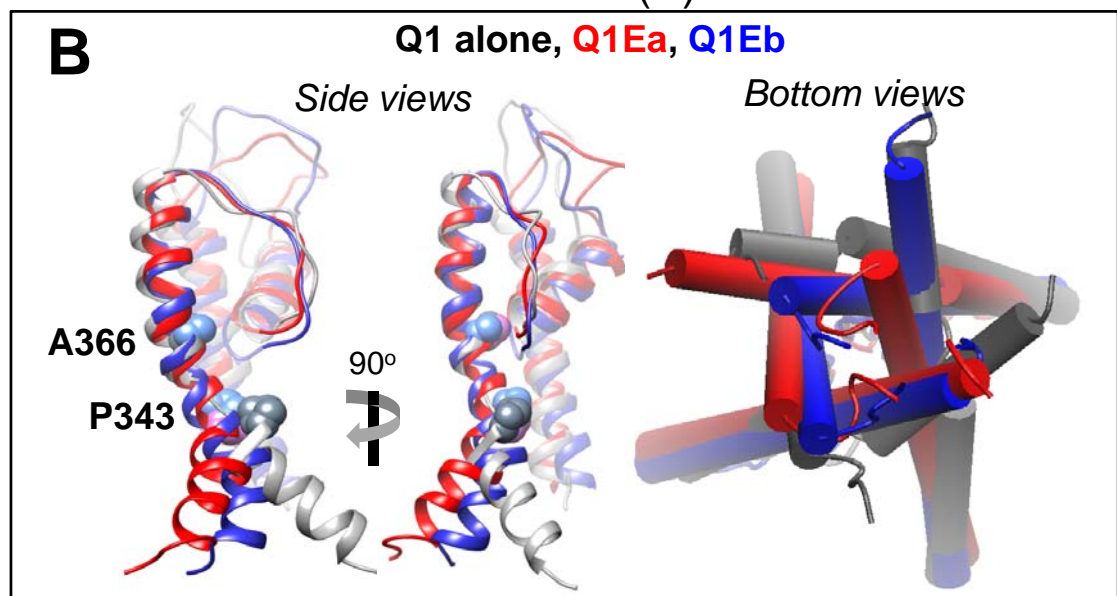 B
Q1 alone, Q1Ea, Q1Eb
Side views
Bottom views
A366
P343
90º